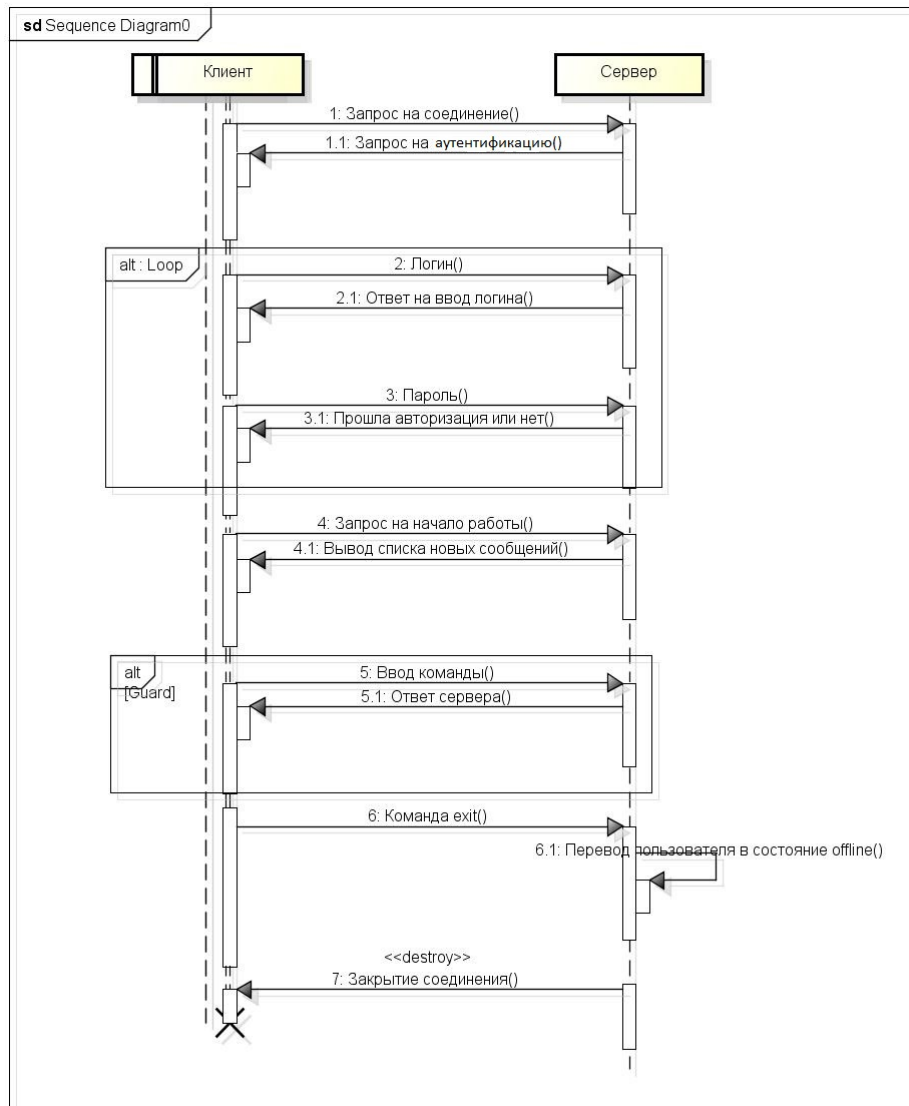 sd Sequence Diagram0
Клиент
Сервер
1: Запрос на соединение()
1.1: Запрос на аутентификацию()
alt : Loop
2: Логин()
2.1: Ответ на ввод логина()
3: Пароль()
3.1: Прошла авторизация или нет()
4: Запрос на начало работы()
4.1: Вывод списка новых сообщений()
alt
[Guard]
5: Ввод команды()
5.1: Ответ сервера()
6: Команда exit()
6.1: Перевод пользователя в состояние offline()
<<destroy>>
7: Закрытие соединения()